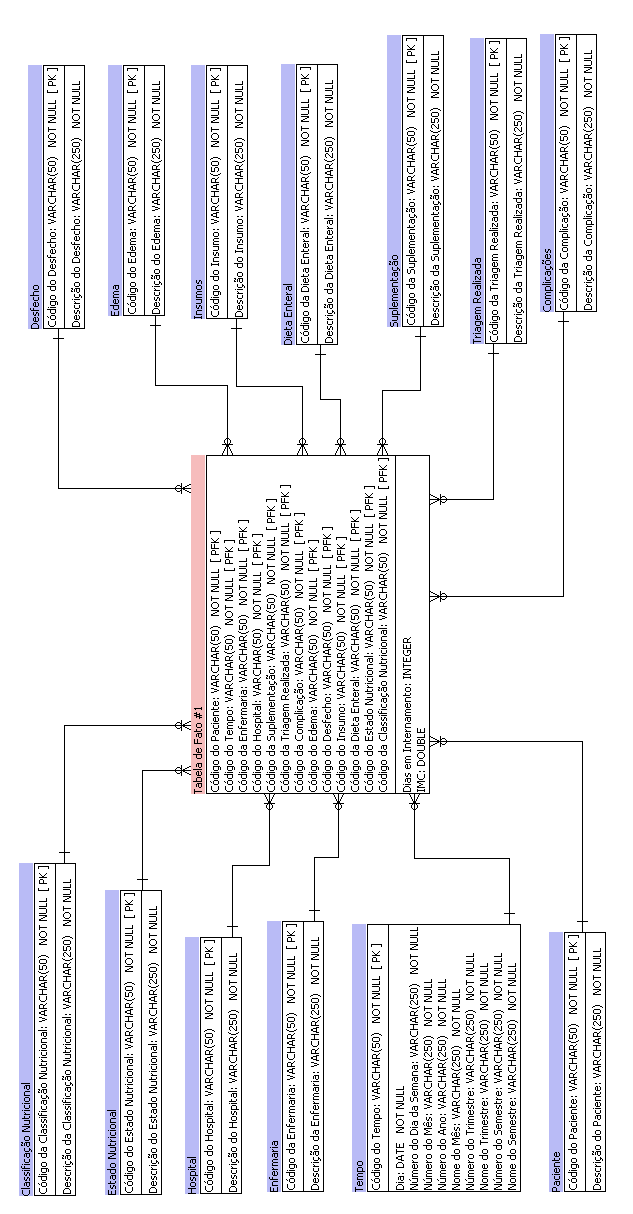 Classificação Nutricional
Código da Classificação Nutricional: VARCHAR(50) NOT NULL [ PK ]
Descrição da Classificação Nutricional: VARCHAR(250) NOT NULL
Estado Nutricional
Código do Estado Nutricional: VARCHAR(50) NOT NULL [ PK ]
Descrição do Estado Nutricional: VARCHAR(250) NOT NULL
Hospital
Código do Hospital: VARCHAR(50) NOT NULL [ PK ]
Descrição do Hospital: VARCHAR(250) NOT NULL
Enfermaria
Código da Enfermaria: VARCHAR(50) NOT NULL [ PK ]
Descrição da Enfermaria: VARCHAR(250) NOT NULL
Tempo
Código do Tempo: VARCHAR(50) NOT NULL [ PK ]
Dia: DATE NOT NULL
Número do Dia da Semana: VARCHAR(250) NOT NULL
Número do Mês: VARCHAR(250) NOT NULL
Número do Ano: VARCHAR(250) NOT NULL
Nome do Mês: VARCHAR(250) NOT NULL
Número do Trimestre: VARCHAR(250) NOT NULL
Nome do Trimestre: VARCHAR(250) NOT NULL
Número do Semestre: VARCHAR(250) NOT NULL
Nome do Semestre: VARCHAR(250) NOT NULL
Paciente
Código do Paciente: VARCHAR(50) NOT NULL [ PK ]
Descrição do Paciente: VARCHAR(250) NOT NULL
Tabela de Fato #1
Código do Paciente: VARCHAR(50) NOT NULL [ PFK ]
Código do Tempo: VARCHAR(50) NOT NULL [ PFK ]
Código da Enfermaria: VARCHAR(50) NOT NULL [ PFK ]
Código do Hospital: VARCHAR(50) NOT NULL [ PFK ]
Código da Suplementação: VARCHAR(50) NOT NULL [ PFK ]
Código da Triagem Realizada: VARCHAR(50) NOT NULL [ PFK ]
Código da Complicação: VARCHAR(50) NOT NULL [ PFK ]
Código do Edema: VARCHAR(50) NOT NULL [ PFK ]
Código do Desfecho: VARCHAR(50) NOT NULL [ PFK ]
Código do Insumo: VARCHAR(50) NOT NULL [ PFK ]
Código da Dieta Enteral: VARCHAR(50) NOT NULL [ PFK ]
Código do Estado Nutricional: VARCHAR(50) NOT NULL [ PFK ]
Código da Classificação Nutricional: VARCHAR(50) NOT NULL [ PFK ]
Dias em Internamento: INTEGER
IMC: DOUBLE
Desfecho
Código do Desfecho: VARCHAR(50) NOT NULL [ PK ]
Descrição do Desfecho: VARCHAR(250) NOT NULL
Edema
Código do Edema: VARCHAR(50) NOT NULL [ PK ]
Descrição do Edema: VARCHAR(250) NOT NULL
Insumos
Código do Insumo: VARCHAR(50) NOT NULL [ PK ]
Descrição do Insumo: VARCHAR(250) NOT NULL
Dieta Enteral
Código da Dieta Enteral: VARCHAR(50) NOT NULL [ PK ]
Descrição da Dieta Enteral: VARCHAR(250) NOT NULL
Suplementação
Código da Suplementação: VARCHAR(50) NOT NULL [ PK ]
Descrição da Suplementação: VARCHAR(250) NOT NULL
Triagem Realizada
Código da Triagem Realizada: VARCHAR(50) NOT NULL [ PK ]
Descrição da Triagem Realizada: VARCHAR(250) NOT NULL
Complicações
Código da Complicação: VARCHAR(50) NOT NULL [ PK ]
Descrição da Complicação: VARCHAR(250) NOT NULL